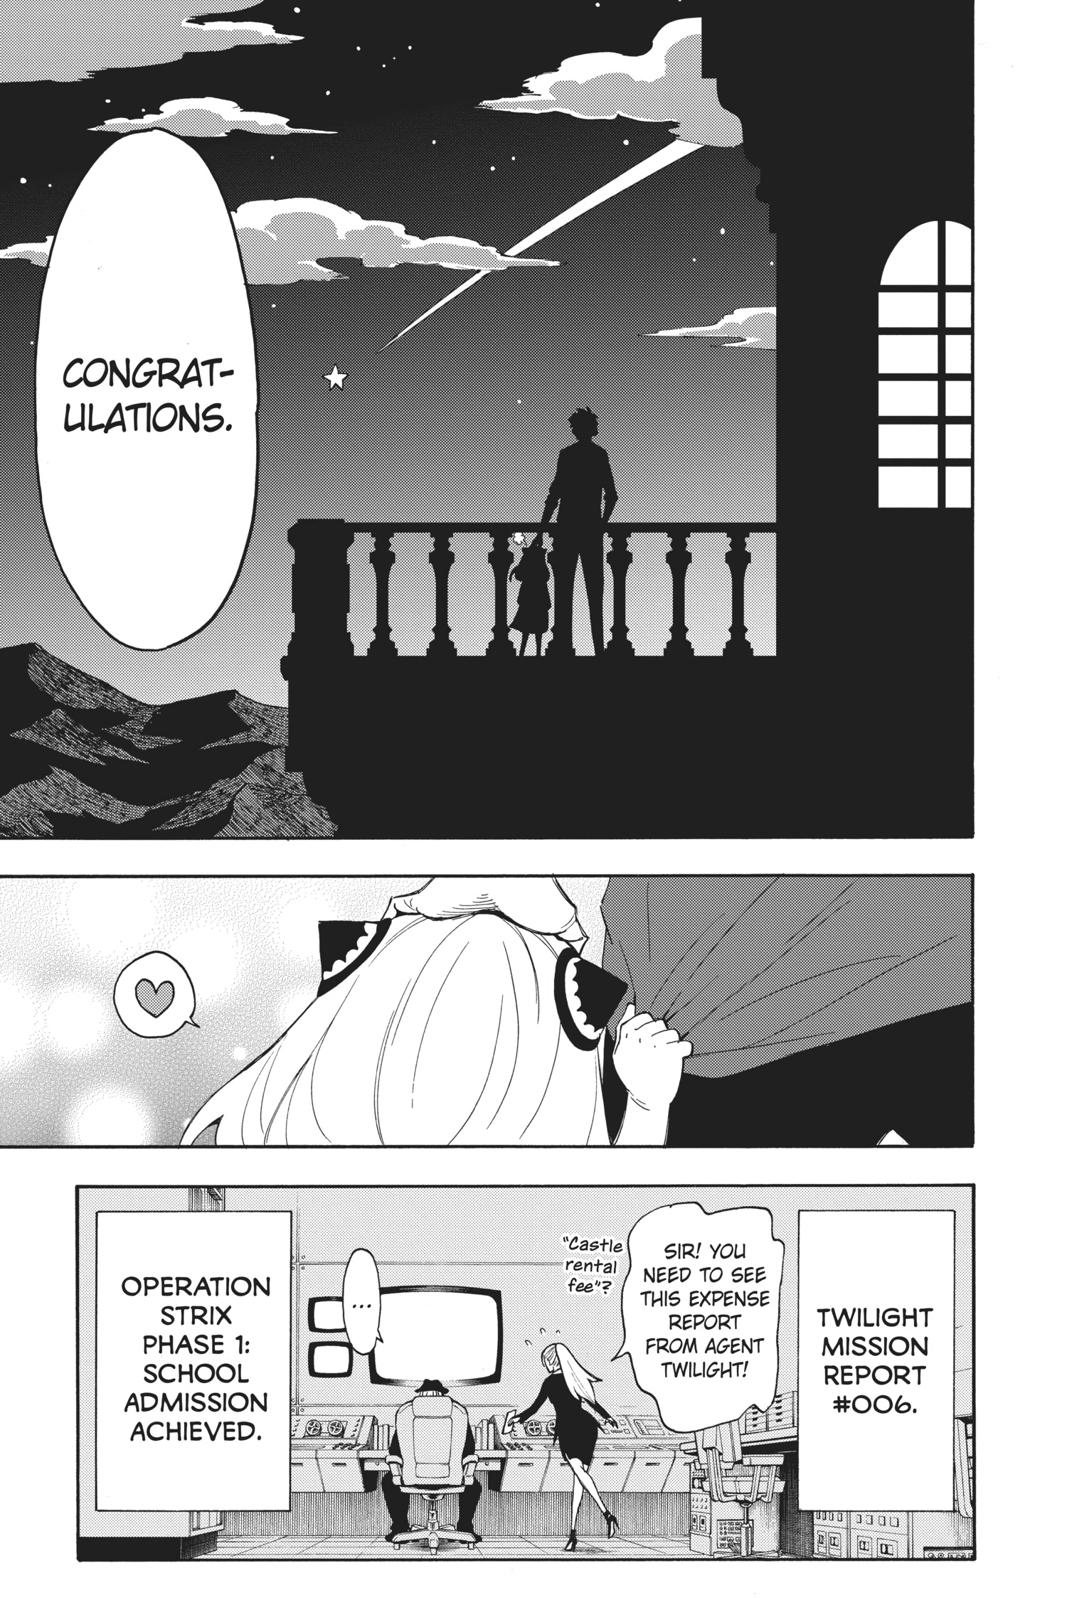 CONGRAT-
ULATIONS.
TWILIGHT
MISSION
REPORT
#006.
SIR! YOU
NEED TO SEE
THIS EXPENSE
REPORT
FROM AGENT
TWILIGHT!
"Castle
rental
fee"?
...
OPERATION
STRIX
PHASE 1:
SCHOOL
ADMISSION
ACHIEVED.